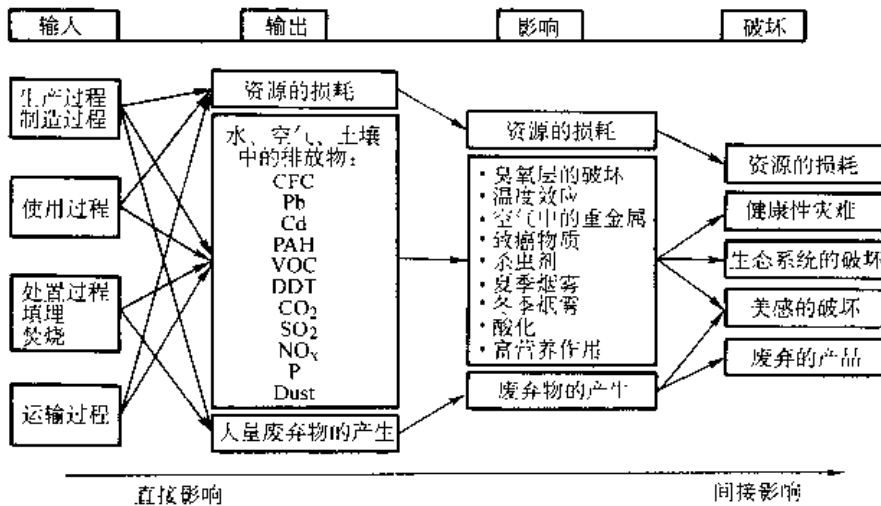 输入
输出
影响
破坏
生产过程
制造过程
使用过程
处置过程
填理
焚烧
运输过程
资源的损耗
水、空气、土壤
中的排放物：
CFC
Pb
Cd
PAH
VOC
DDT
CO₂
SO₂
NOₓ
P
Dust
人量废弃物的产生
资源的损耗
·臭氧层的破坏
·温度效应
·空气中的重金属
·致癌物质
·杀虫剂
·夏季烟雾
·冬季烟雾
·酸化
·富营养作用
废弃物的产生
资源的损耗
健康性灾难
生态系统的破坏
美感的破坏
废弃的产品
直接影响
间接影响